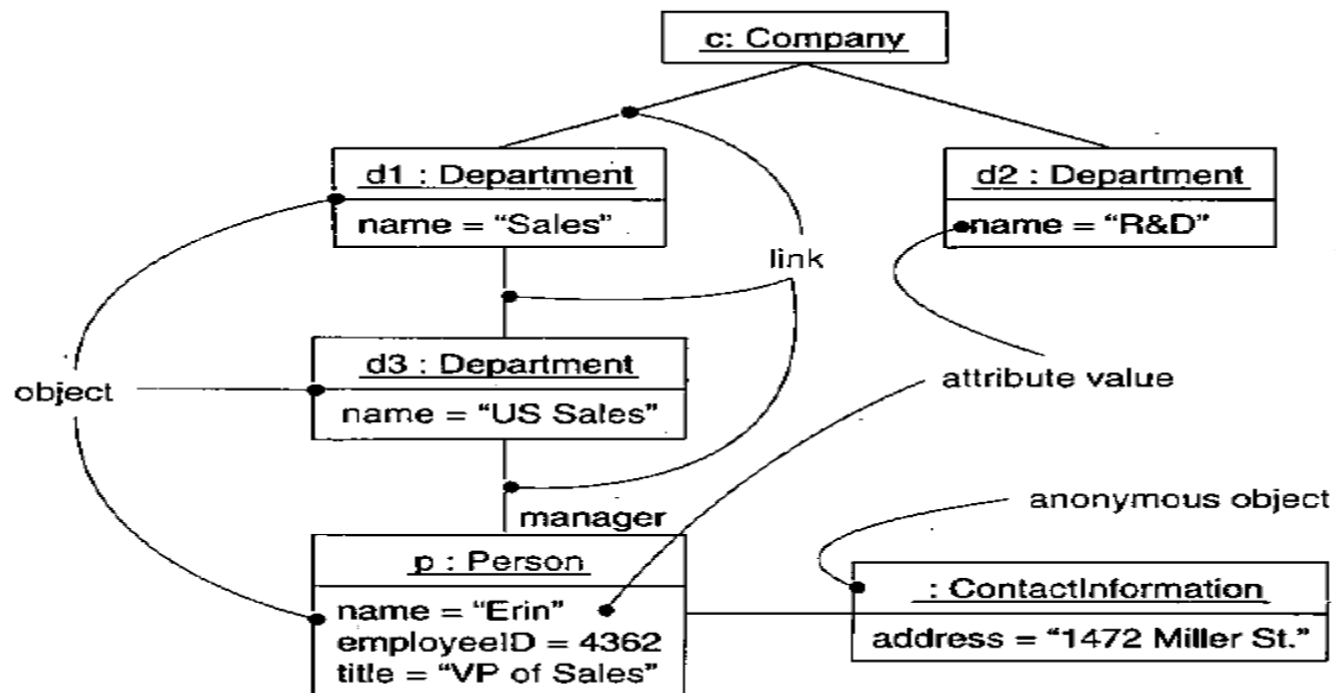 c: Company
d1 : Department
name = “Sales”
d2 : Department
name = “R&D”
link
d3 : Department
name = “US Sales”
object
attribute value
manager
anonymous object
p : Person
name = “Erin”
employeeID = 4362
title = “VP of Sales”
: ContactInformation
address = “1472 Miller St.”